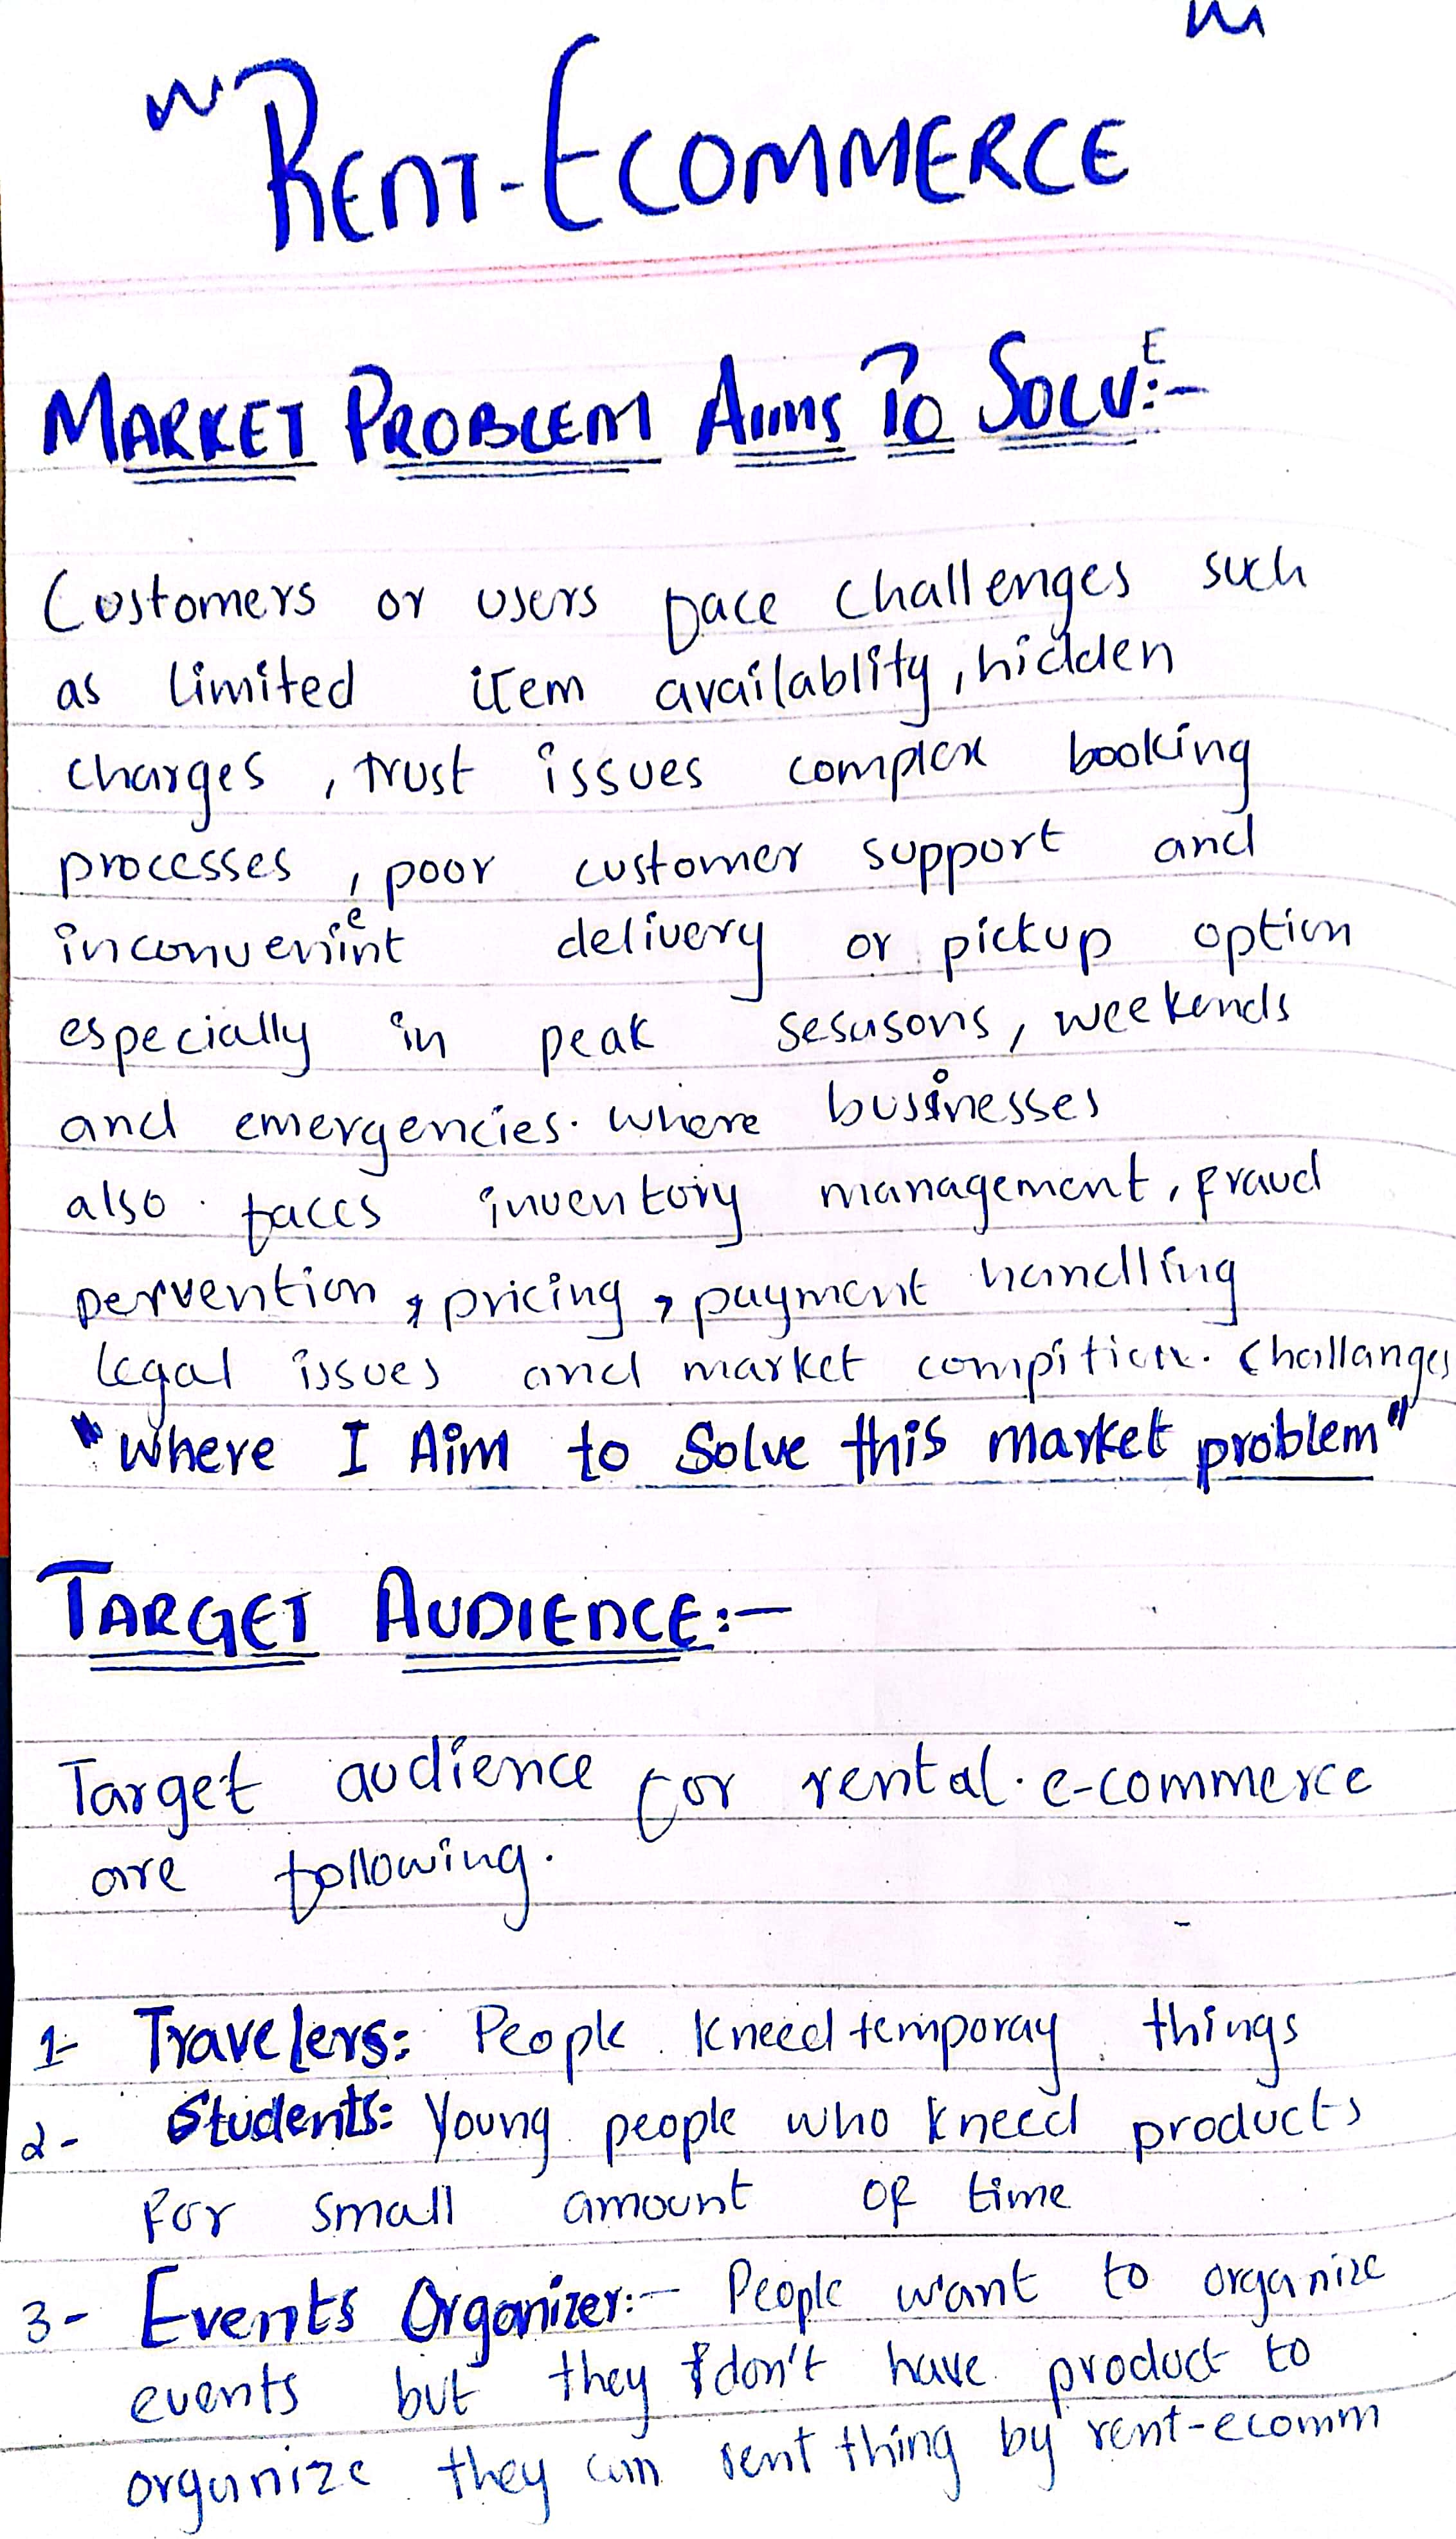 RENT-ECOMMERCE
MARKET PROBLEM AIMS TO SOLVE:-
Customers or users face challenges such
as limited item availablity, hidden
charges, trust issues complex booking
processes, poor customer support and
inconvenient delivery or pickup option
especially in peak sesusons, weekends
and emergencies. where businesses
also faces inventory management, fraud
pervention, pricing, payment handlling
legal issues and market compition. Challanges
"Where I Aim to Solve this market problem"
TARGET AUDIENCE:-
Target audience for rental e-commerce
are following.
1- Travelers: People kneed temporay things
2- Students: Young people who kneed products
for small amount of time
3- Events Organizer:- People want to organize
events but they don't have product to
organize they can rent thing by rent-ecomm